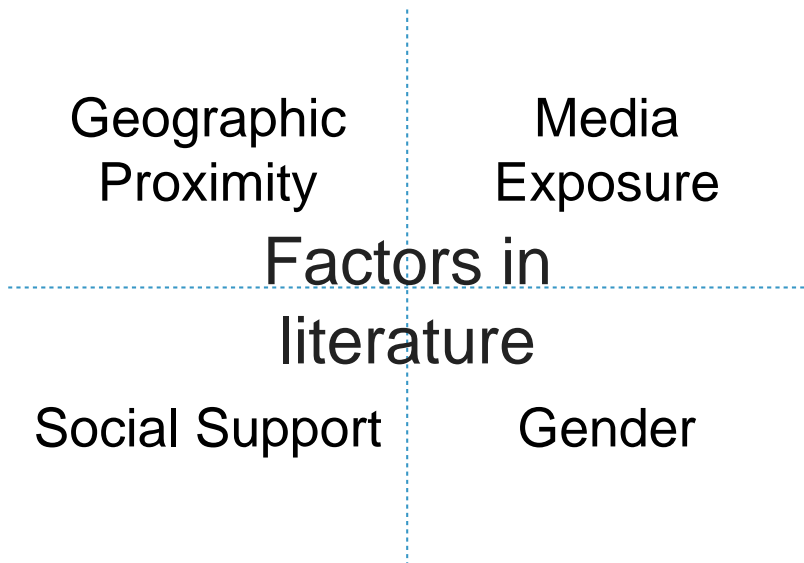 Geographic
Proximity
Media
Exposure
Factors in
literature
Social Support
Gender